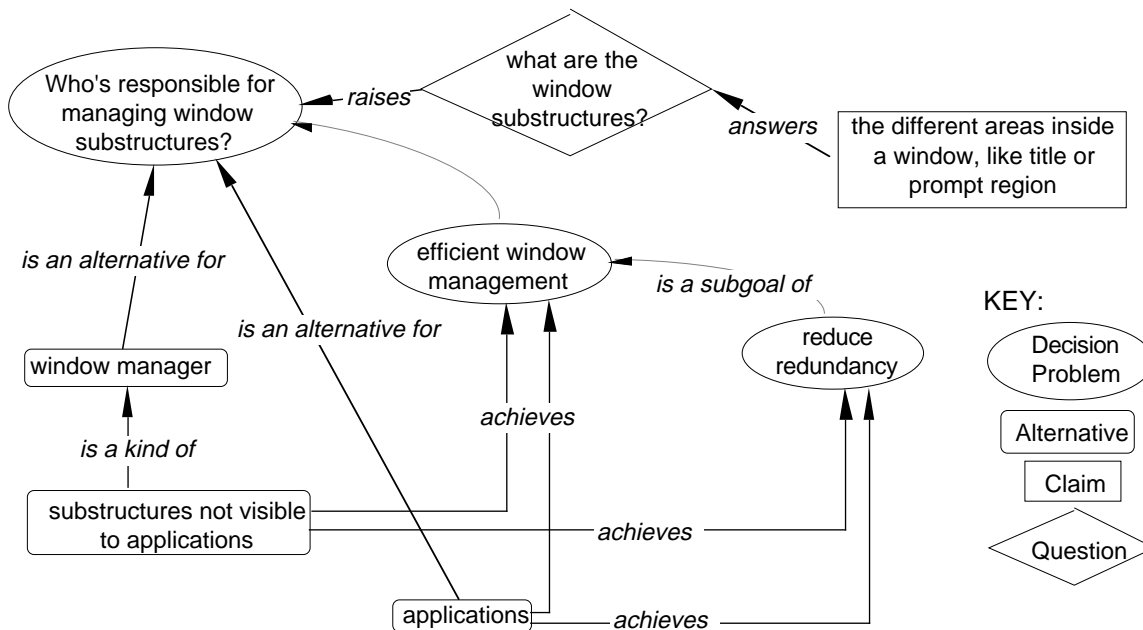 Who's responsible for
managing window
substructures?
raises
what are the
window
substructures?
answers
the different areas inside
a window, like title or
prompt region
is an alternative for
efficient window
management
is a subgoal of
is an alternative for
reduce
redundancy
window manager
achieves
is a kind of
substructures not visible
to applications
achieves
applications
achieves
KEY:
Decision
Problem
Alternative
Claim
Question